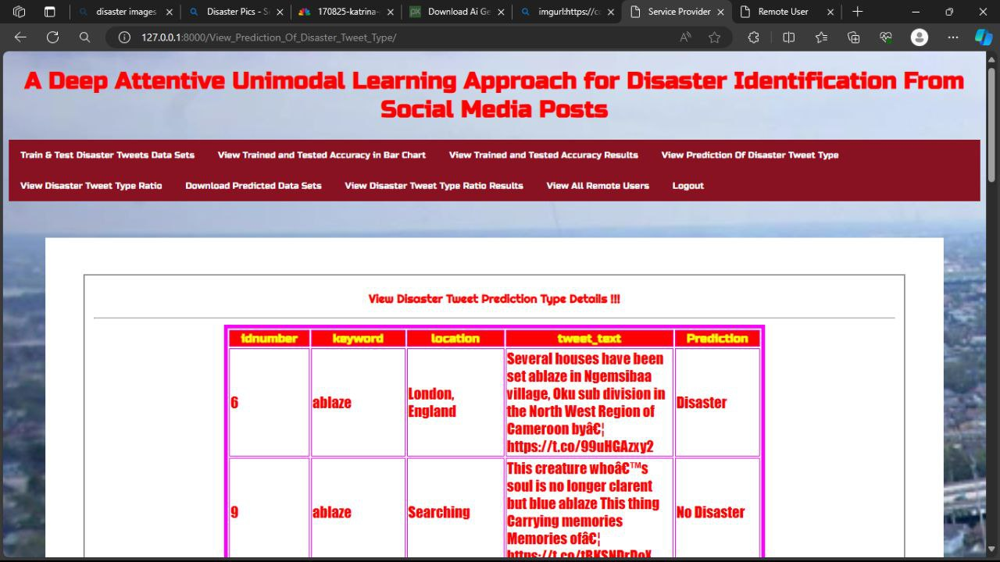 disaster images
Disaster Pics - S
170825-katrina-
Download Ai Ge
imgurl:https://c
Service Provider
Remote User
127.0.0.1:8000/View_Prediction_Of_Disaster_Tweet_Type/
A Deep Attentive Unimodal Learning Approach for Disaster Identification From
Social Media Posts
Train & Test Disaster Tweets Data Sets
View Trained and Tested Accuracy in Bar Chart
View Trained and Tested Accuracy Results
View Prediction Of Disaster Tweet Type
View Disaster Tweet Type Ratio
Download Predicted Data Sets
View Disaster Tweet Type Ratio Results
View All Remote Users
Logout
View Disaster Tweet Prediction Type Details !!!
idnumber
keyword
location
tweet_text
Prediction
6
ablaze
London,
England
Several houses have been
set ablaze in Ngemsibaa
village, Oku sub division in
the North West Region of
Cameroon byâ€¦
https://t.co/99uHGAzxy2
Disaster
9
ablaze
Searching
This creature whoâ€™s
soul is no longer clarent
but blue ablaze This thing
Carrying memories
Memories ofâ€¦
https://t.co/tBKSNDrDoX
No Disaster